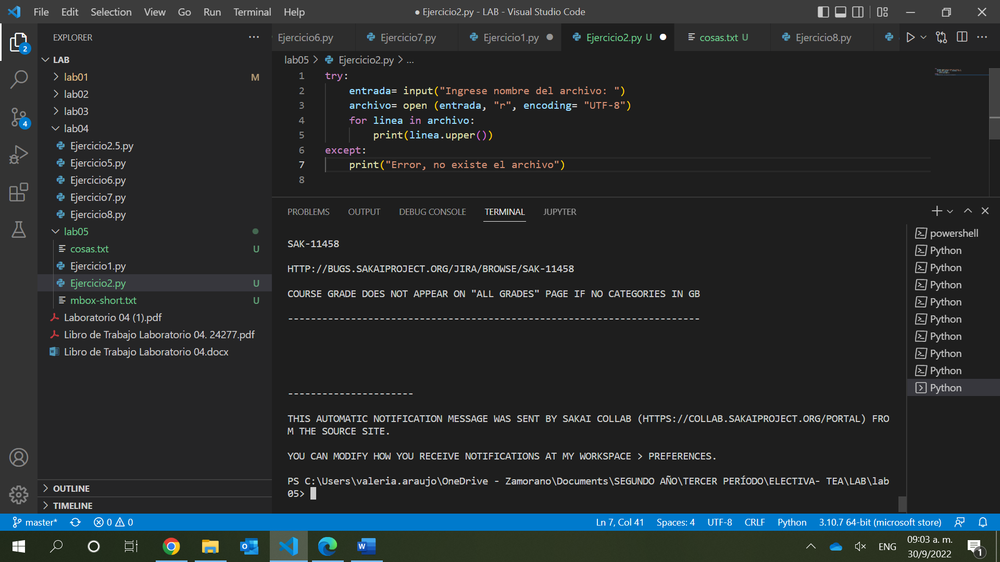 File Edit Selection View Go Run Terminal Help
● Ejercicio2.py - LAB - Visual Studio Code
EXPLORER
Ejercicio6.py Ejercicio7.py Ejercicio1.py Ejercicio2.py U cosas.txt U Ejercicio8.py
LAB
lab01 M
lab02
lab03
lab04
Ejercicio2.5.py
Ejercicio5.py
Ejercicio6.py
Ejercicio7.py
Ejercicio8.py
lab05
cosas.txt U
Ejercicio1.py
Ejercicio2.py U
mbox-short.txt U
Laboratorio 04 (1).pdf
Libro de Trabajo Laboratorio 04. 24277.pdf
Libro de Trabajo Laboratorio 04.docx
OUTLINE
TIMELINE
2
4
lab05 > Ejercicio2.py > ...
1 try:
2 entrada= input("Ingrese nombre del archivo: ")
3 archivo= open (entrada, "r", encoding= "UTF-8")
4 for linea in archivo:
5 print(linea.upper())
6 except:
7 print("Error, no existe el archivo")
8
PROBLEMS OUTPUT DEBUG CONSOLE TERMINAL JUPYTER
SAK-11458
HTTP://BUGS.SAKAIPROJECT.ORG/JIRA/BROWSE/SAK-11458
COURSE GRADE DOES NOT APPEAR ON "ALL GRADES" PAGE IF NO CATEGORIES IN GB
------------------------------------------------------------------------
----------------------
THIS AUTOMATIC NOTIFICATION MESSAGE WAS SENT BY SAKAI COLLAB (HTTPS://COLLAB.SAKAIPROJECT.ORG/PORTAL) FRO
M THE SOURCE SITE.
YOU CAN MODIFY HOW YOU RECEIVE NOTIFICATIONS AT MY WORKSPACE > PREFERENCES.
PS C:\Users\valeria.araujo\OneDrive - Zamorano\Documents\SEGUNDO AÑO\TERCER PERÍODO\ELECTIVA- TEA\LAB\lab
05>
powershell
Python
Python
Python
Python
Python
Python
Python
Python
Python
master* 0 0
Ln 7, Col 41 Spaces: 4 UTF-8 CRLF Python 3.10.7 64-bit (microsoft store)
ENG
09:03 a. m.
30/9/2022
1